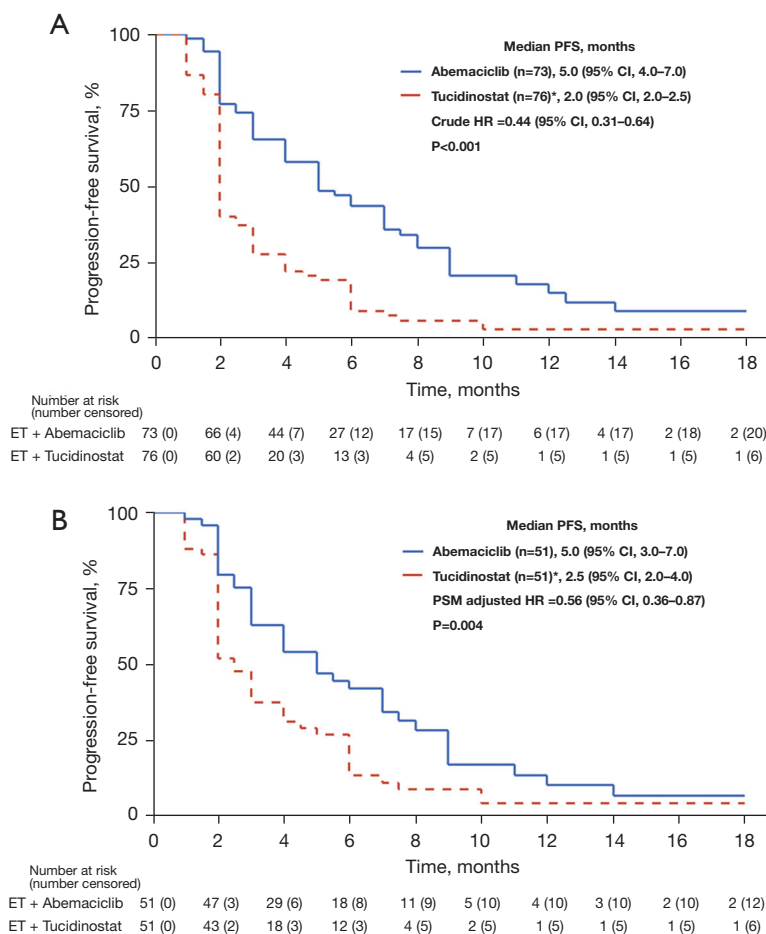 A
Median PFS, months
Abemaciclib (n=73), 5.0 (95% CI, 4.0–7.0)
Tucidinostat (n=76)*, 2.0 (95% CI, 2.0–2.5)
Crude HR =0.44 (95% CI, 0.31–0.64)
P<0.001
Progression-free survival, %
100
75
50
25
0
0 2 4 6 8 10 12 14 16 18
Time, months
Number at risk
(number censored)
ET + Abemaciclib 73 (0) 66 (4) 44 (7) 27 (12) 17 (15) 7 (17) 6 (17) 4 (17) 2 (18) 2 (20)
ET + Tucidinostat 76 (0) 60 (2) 20 (3) 13 (3) 4 (5) 2 (5) 1 (5) 1 (5) 1 (5) 1 (6)
B
Median PFS, months
Abemaciclib (n=51), 5.0 (95% CI, 3.0–7.0)
Tucidinostat (n=51)*, 2.5 (95% CI, 2.0–4.0)
PSM adjusted HR =0.56 (95% CI, 0.36–0.87)
P=0.004
Progression-free survival, %
100
75
50
25
0
0 2 4 6 8 10 12 14 16 18
Time, months
Number at risk
(number censored)
ET + Abemaciclib 51 (0) 47 (3) 29 (6) 18 (8) 11 (9) 5 (10) 4 (10) 3 (10) 2 (10) 2 (12)
ET + Tucidinostat 51 (0) 43 (2) 18 (3) 12 (3) 4 (5) 2 (5) 1 (5) 1 (5) 1 (5) 1 (6)